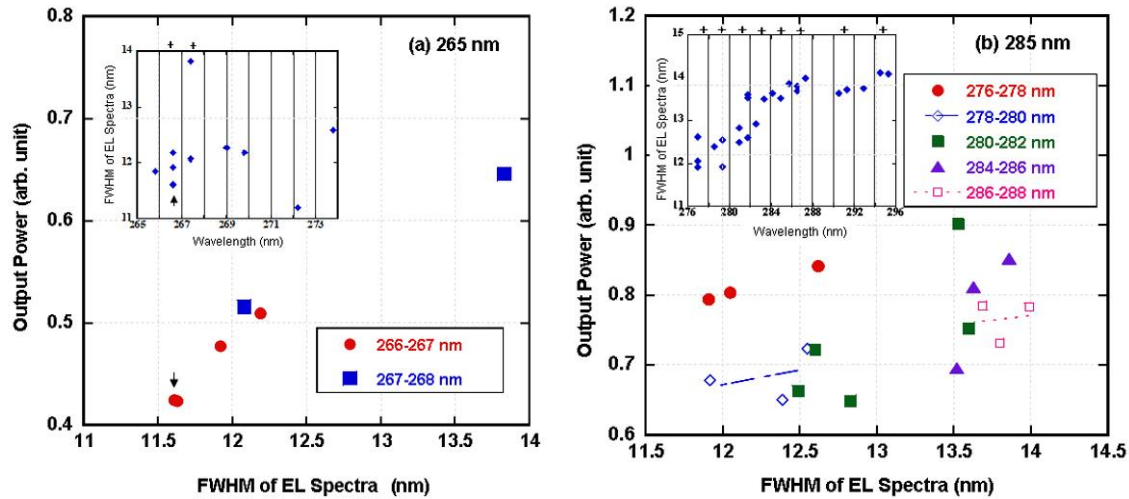 (a) 265 nm
Output Power (arb. unit)
0.8
0.7
0.6
0.5
0.4
11
11.5
12
12.5
13
13.5
14
FWHM of EL Spectra (nm)
FWHM of EL Spectra (nm)
14
13
12
11
265
267
269
271
273
Wavelength (nm)
266-267 nm
267-268 nm
(b) 285 nm
Output Power (arb. unit)
1.2
1.1
1
0.9
0.8
0.7
0.6
11.5
12
12.5
13
13.5
14
14.5
FWHM of EL Spectra (nm)
FWHM of EL Spectra (nm)
15
14
13
12
11
276
280
284
288
292
296
Wavelength (nm)
276-278 nm
278-280 nm
280-282 nm
284-286 nm
286-288 nm